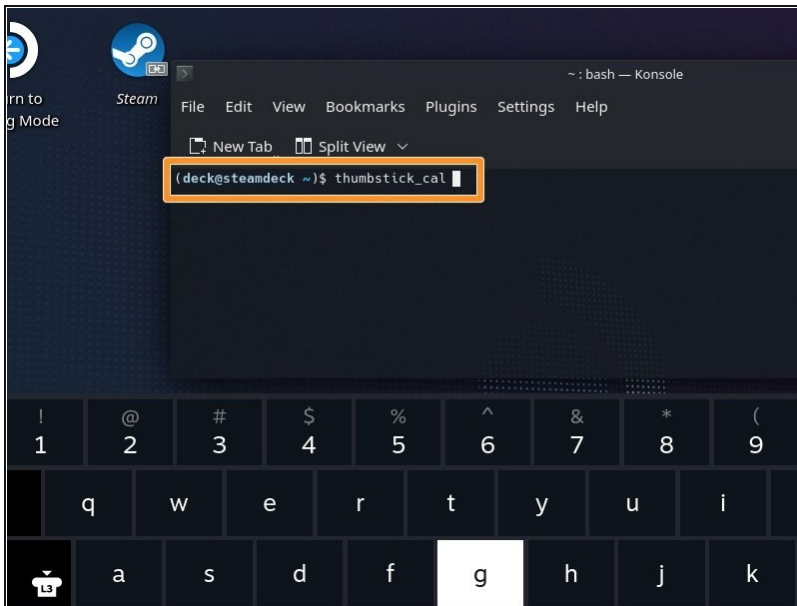 rn to
g Mode
Steam
~ : bash — Konsole
File Edit View Bookmarks Plugins Settings Help
New Tab Split View
(deck@steamdeck ~)$ thumbstick_cal
! @ # $ % ^ & * (
1 2 3 4 5 6 7 8 9
q w e r t y u i
L3 a s d f g h j k